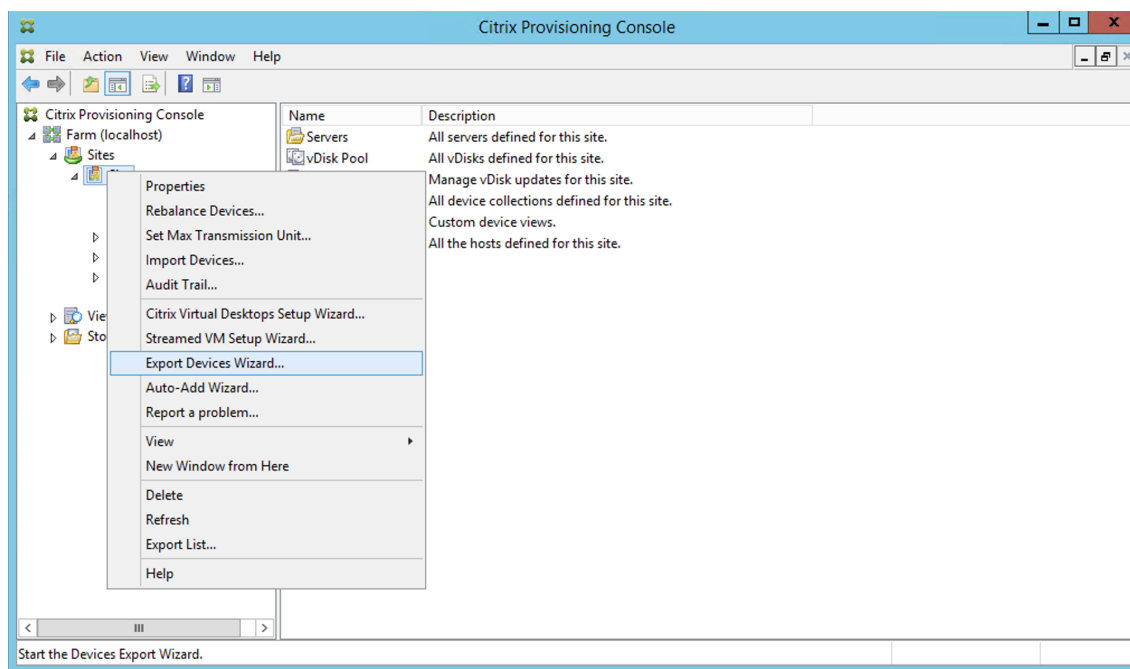 Citrix Provisioning Console
File Action View Window Help
Citrix Provisioning Console
Farm (localhost)
Sites
Name Description
Servers All servers defined for this site.
vDisk Pool All vDisks defined for this site.
Manage vDisk updates for this site.
All device collections defined for this site.
Custom device views.
All the hosts defined for this site.
Properties
Rebalance Devices...
Set Max Transmission Unit...
Import Devices...
Audit Trail...
Citrix Virtual Desktops Setup Wizard...
Streamed VM Setup Wizard...
Export Devices Wizard...
Auto-Add Wizard...
Report a problem...
View
New Window from Here
Delete
Refresh
Export List...
Help
Vie
Sto
Start the Devices Export Wizard.